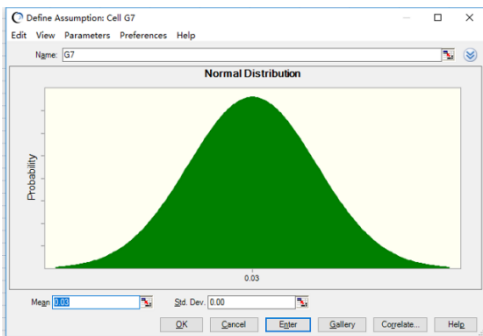 Define Assumption: Cell G7
Edit View Parameters Preferences Help
Name: G7
Normal Distribution
Probability
0.03
Mean 0.03 Std. Dev. 0.00
OK Cancel Enter Gallery Correlate... Help